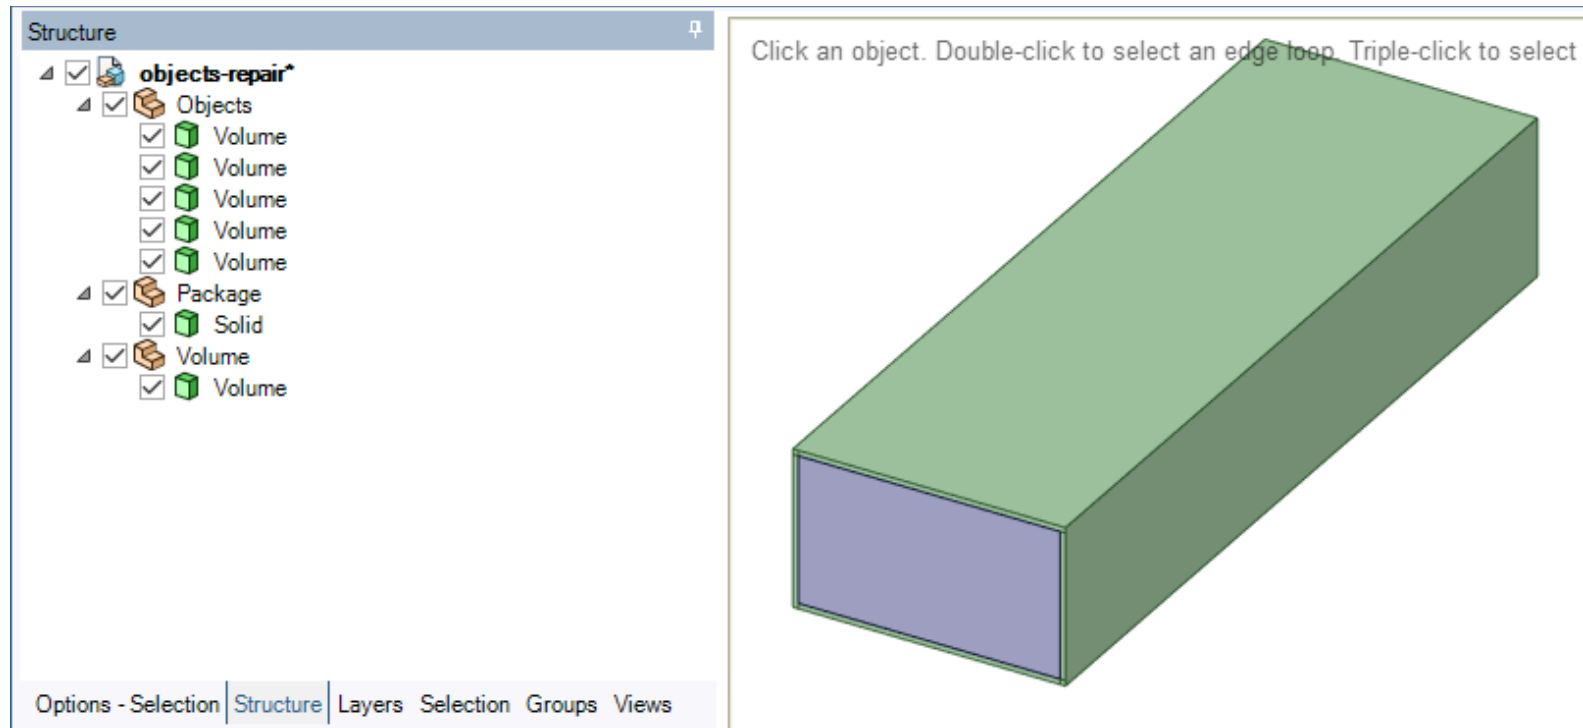 Structure
objects-repair*
Objects
Volume
Volume
Volume
Volume
Volume
Package
Solid
Volume
Volume
Options - Selection Structure Layers Selection Groups Views
Click an object. Double-click to select an edge loop. Triple-click to select